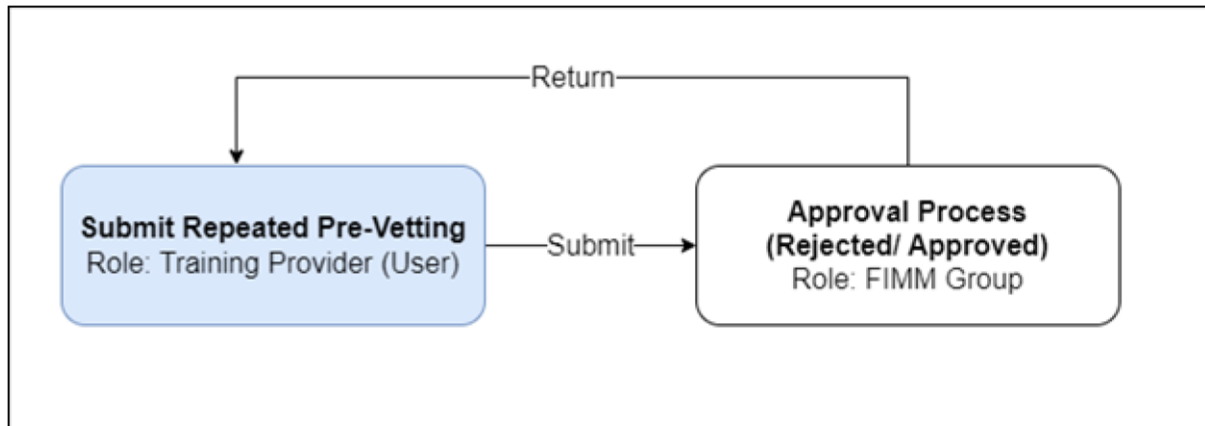 Return
Submit Repeated Pre-Vetting
Role: Training Provider (User)
Submit
Approval Process
(Rejected/ Approved)
Role: FIMM Group